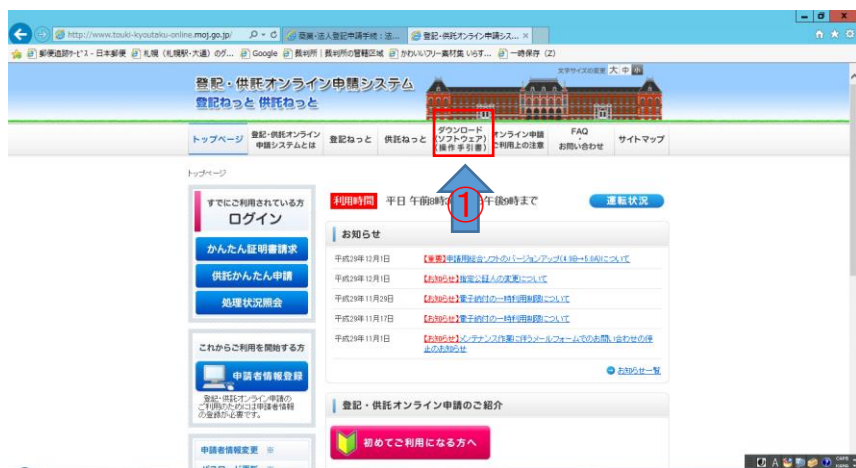 http://www.touki-kyoutaku-online.moj.go.jp/
商業・法人登記申請手続：法...
登記・供託オンライン申請シス...
郵便追跡ｻｰﾋﾞｽ - 日本郵便
札幌（札幌駅・大通）のグ...
Google
裁判所 | 裁判所の管轄区域
かわいいフリー素材集 いらす...
一時保存 (Z)
登記・供託オンライン申請システム
登記ねっと 供託ねっと
文字サイズの変更 大 中 小
トップページ
登記・供託オンライン
申請システムとは
登記ねっと
供託ねっと
ダウンロード
(ソフトウェア)
(操作手引書)
オンライン申請
ご利用上の注意
FAQ
・
お問い合わせ
サイトマップ
トップページ
すでにご利用されている方
ログイン
かんたん証明書請求
供託かんたん申請
処理状況照会
これからご利用を開始する方
申請者情報登録
登記・供託オンライン申請の
ご利用のためには申請者情報
の登録が必要です。
申請者情報変更
利用時間 平日 午前8時3
①
午後9時まで
運転状況
お知らせ
平成29年12月1日 【重要】申請用総合ソフトのバージョンアップ(4.9B→5.0A)について
平成29年12月1日 【お知らせ】指定公証人の変更について
平成29年11月29日 【お知らせ】電子納付の一時利用制限について
平成29年11月17日 【お知らせ】電子納付の一時利用制限について
平成29年11月1日 【お知らせ】メンテナンス作業に伴うメールフォームでのお問い合わせの停
止のお知らせ
お知らせ一覧
登記・供託オンライン申請のご紹介
初めてご利用になる方へ